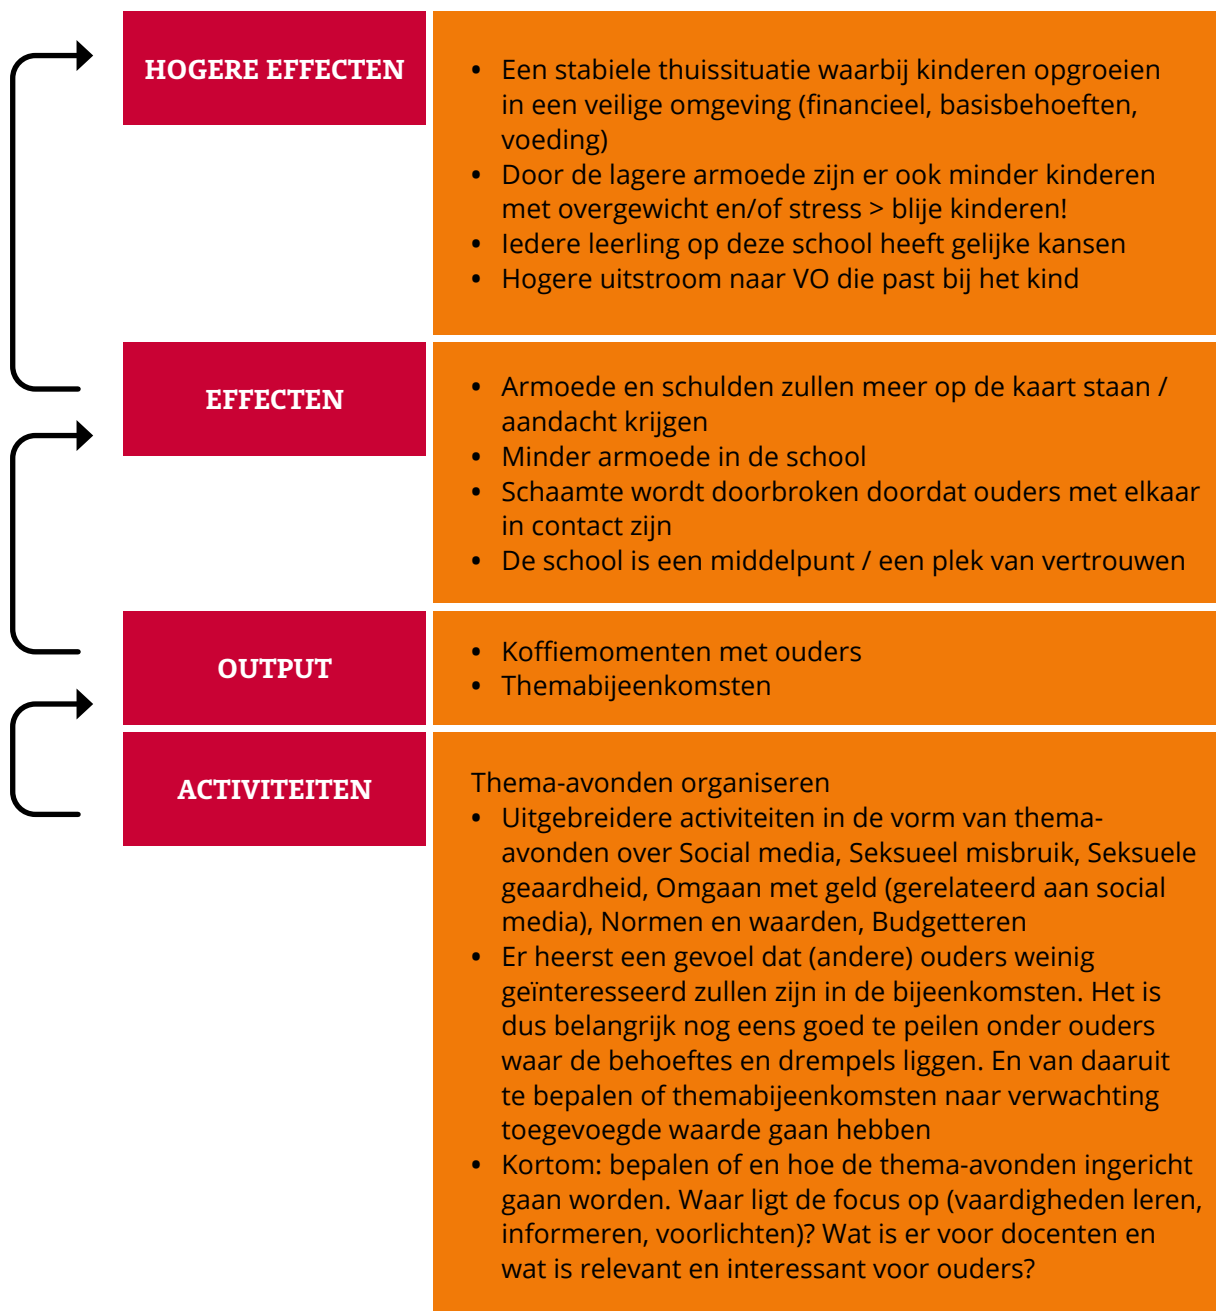 HOGERE EFFECTEN
• Een stabiele thuissituatie waarbij kinderen opgroeien
in een veilige omgeving (financieel, basisbehoeften,
voeding)
• Door de lagere armoede zijn er ook minder kinderen
met overgewicht en/of stress > blije kinderen!
• Iedere leerling op deze school heeft gelijke kansen
• Hogere uitstroom naar VO die past bij het kind
EFFECTEN
• Armoede en schulden zullen meer op de kaart staan /
aandacht krijgen
• Minder armoede in de school
• Schaamte wordt doorbroken doordat ouders met elkaar
in contact zijn
• De school is een middelpunt / een plek van vertrouwen
OUTPUT
• Koffiemomenten met ouders
• Themabijeenkomsten
ACTIVITEITEN
Thema-avonden organiseren
• Uitgebreidere activiteiten in de vorm van thema-
avonden over Social media, Seksueel misbruik, Seksuele
geaardheid, Omgaan met geld (gerelateerd aan social
media), Normen en waarden, Budgetteren
• Er heerst een gevoel dat (andere) ouders weinig
geïnteresseerd zullen zijn in de bijeenkomsten. Het is
dus belangrijk nog eens goed te peilen onder ouders
waar de behoeftes en drempels liggen. En van daaruit
te bepalen of themabijeenkomsten naar verwachting
toegevoegde waarde gaan hebben
• Kortom: bepalen of en hoe de thema-avonden ingericht
gaan worden. Waar ligt de focus op (vaardigheden leren,
informeren, voorlichten)? Wat is er voor docenten en
wat is relevant en interessant voor ouders?